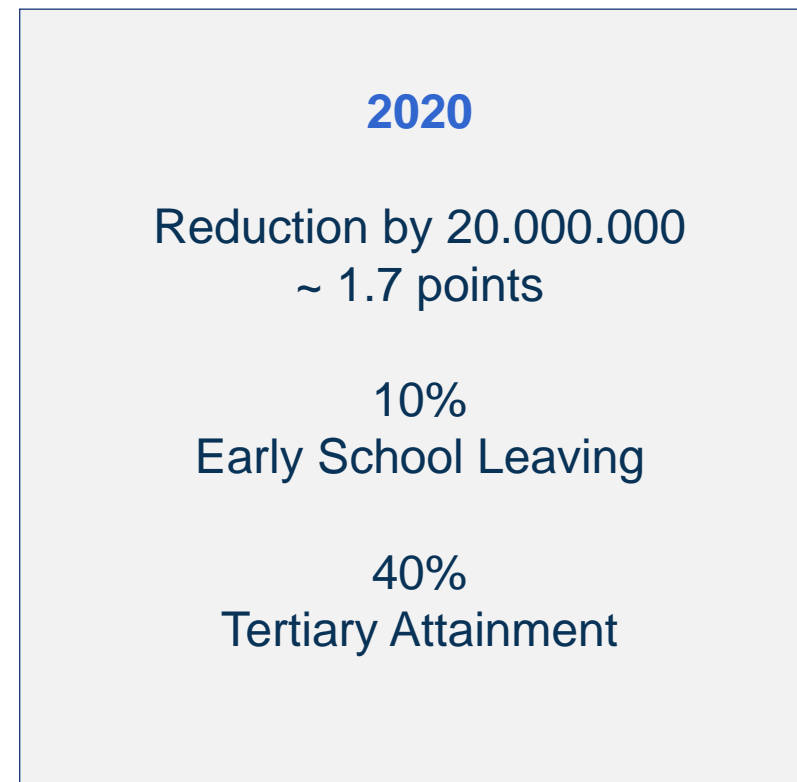 2020
Reduction by 20.000.000
~ 1.7 points
10%
Early School Leaving
40%
Tertiary Attainment